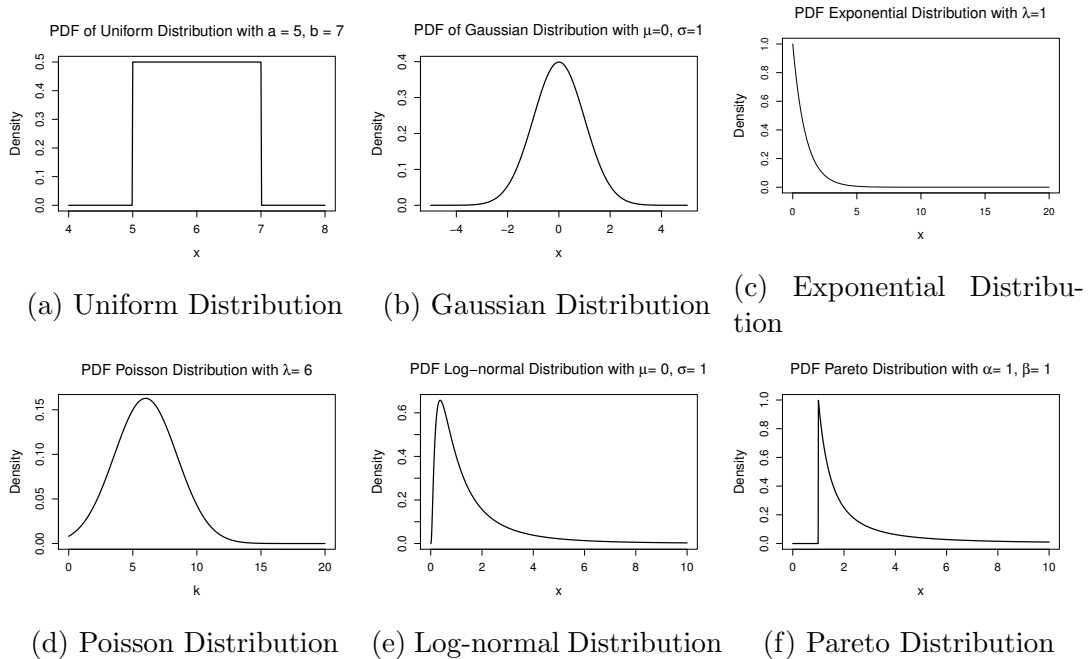 PDF of Uniform Distribution with a = 5, b = 7
Density
0.0 0.1 0.2 0.3 0.4 0.5
4 5 6 7 8
x
(a) Uniform Distribution
PDF of Gaussian Distribution with μ=0, σ=1
Density
0.0 0.1 0.2 0.3 0.4
−4 −2 0 2 4
x
(b) Gaussian Distribution
PDF Exponential Distribution with λ=1
Density
0.0 0.2 0.4 0.6 0.8 1.0
0 5 10 15 20
x
(c) Exponential Distribu-
tion
PDF Poisson Distribution with λ= 6
Density
0.00 0.05 0.10 0.15
0 5 10 15 20
k
(d) Poisson Distribution
PDF Log−normal Distribution with μ= 0, σ= 1
Density
0.0 0.2 0.4 0.6
0 2 4 6 8 10
x
(e) Log-normal Distribution
PDF Pareto Distribution with α= 1, β= 1
Density
0.0 0.2 0.4 0.6 0.8 1.0
0 2 4 6 8 10
x
(f) Pareto Distribution